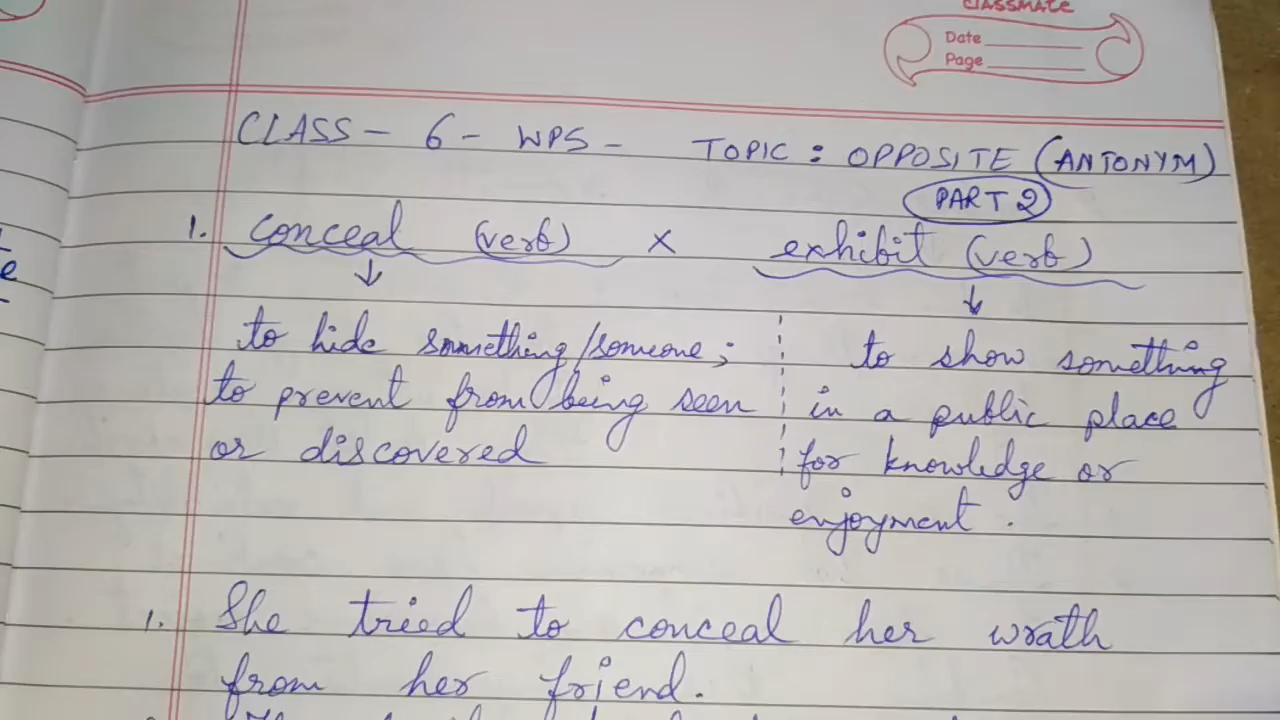 CLASSMATE
Date
Page
CLASS - 6 - WPS - TOPIC : OPPOSITE (ANTONYM)
PART 2
1. conceal (verb) × exhibit (verb)
↓ ↓
to hide something/someone; to show something
to prevent from being seen in a public place
or discovered for knowledge or
enjoyment.
1. She tried to conceal her wrath
from her friend.